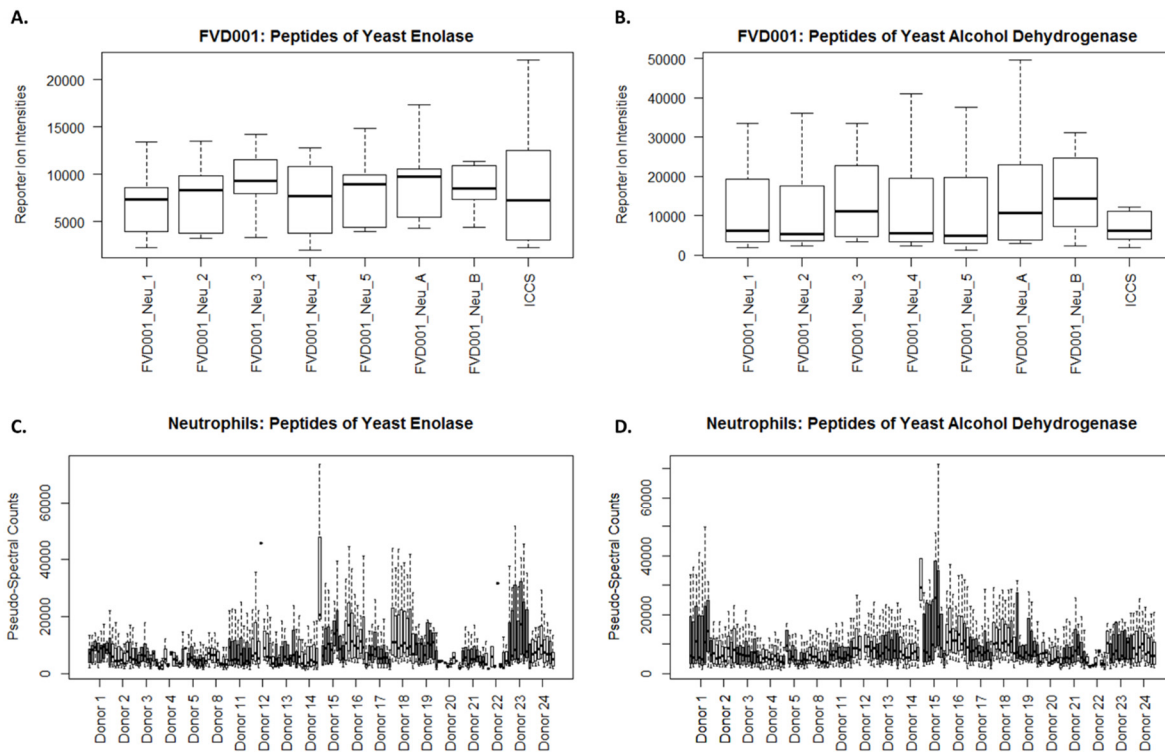 A.
FVD001: Peptides of Yeast Enolase
Reporter Ion Intensities
20000
15000
10000
5000
FVD001_Neu_1
FVD001_Neu_2
FVD001_Neu_3
FVD001_Neu_4
FVD001_Neu_5
FVD001_Neu_A
FVD001_Neu_B
ICCS
B.
FVD001: Peptides of Yeast Alcohol Dehydrogenase
Reporter Ion Intensities
50000
40000
30000
20000
10000
0
FVD001_Neu_1
FVD001_Neu_2
FVD001_Neu_3
FVD001_Neu_4
FVD001_Neu_5
FVD001_Neu_A
FVD001_Neu_B
ICCS
C.
Neutrophils: Peptides of Yeast Enolase
Pseudo-Spectral Counts
60000
40000
20000
0
Donor 1
Donor 2
Donor 3
Donor 4
Donor 5
Donor 8
Donor 11
Donor 12
Donor 13
Donor 14
Donor 15
Donor 16
Donor 17
Donor 18
Donor 19
Donor 20
Donor 21
Donor 22
Donor 23
Donor 24
D.
Neutrophils: Peptides of Yeast Alcohol Dehydrogenase
Pseudo-Spectral Counts
60000
40000
20000
0
Donor 1
Donor 2
Donor 3
Donor 4
Donor 5
Donor 8
Donor 11
Donor 12
Donor 13
Donor 14
Donor 15
Donor 16
Donor 17
Donor 18
Donor 19
Donor 20
Donor 21
Donor 22
Donor 23
Donor 24